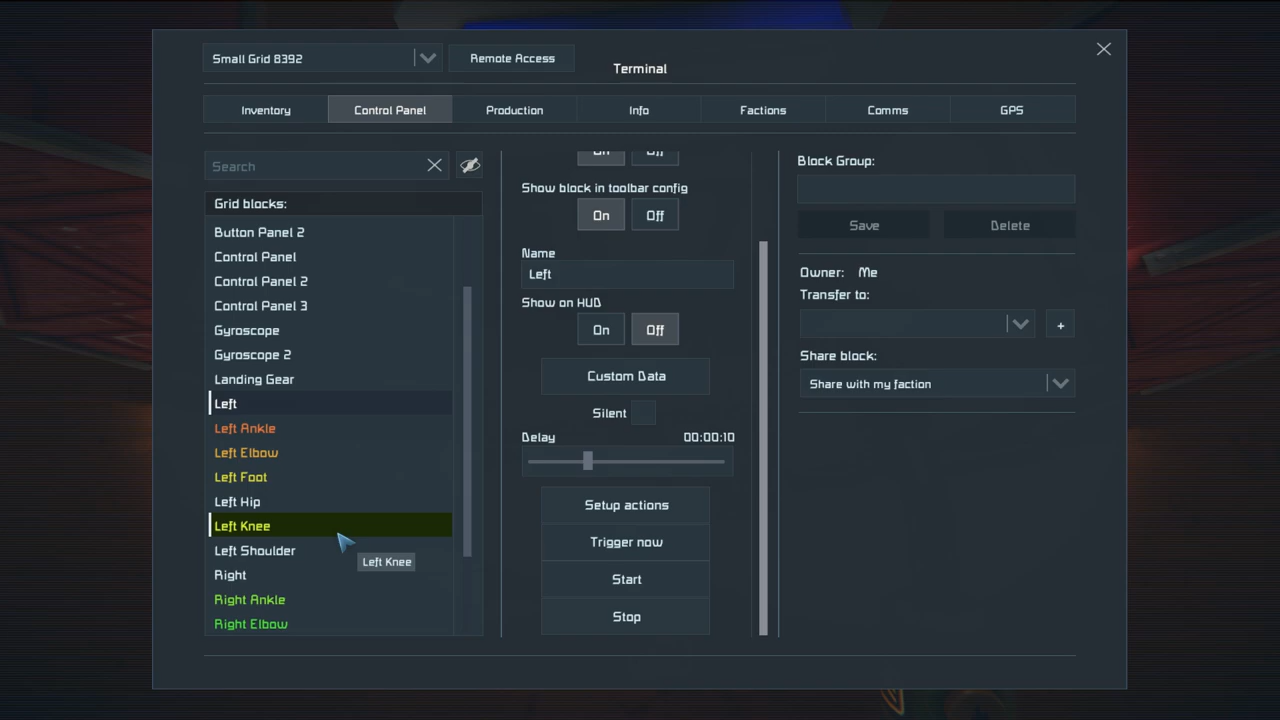 Small Grid 8392
Remote Access
Terminal
Inventory
Control Panel
Production
Info
Factions
Comms
GPS
Search
Grid blocks:
Button Panel 2
Control Panel
Control Panel 2
Control Panel 3
Gyroscope
Gyroscope 2
Landing Gear
Left
Left Ankle
Left Elbow
Left Foot
Left Hip
Left Knee
Left Shoulder
Right
Right Ankle
Right Elbow
Left Knee
On Off
Show block in toolbar config
On Off
Name
Left
Show on HUD
On Off
Custom Data
Silent
Delay 00:00:10
Setup actions
Trigger now
Start
Stop
Block Group:
Save Delete
Owner: Me
Transfer to:
+
Share block:
Share with my faction